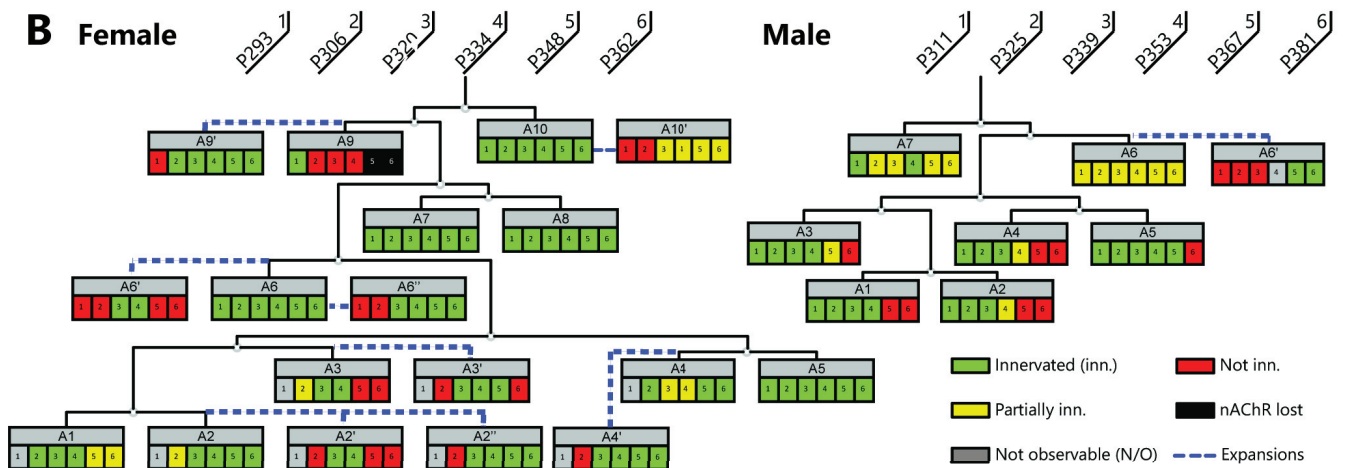 B Female
P293 1
P306 2
P320 3
P334 4
P348 5
P362 6
Male
P311 1
P325 2
P339 3
P353 4
P367 5
P381 6
A9'
1 2 3 4 5 6
A9
1 2 3 4 5 6
A10
1 2 3 4 5 6
A10'
1 2 3 4 5 6
A7
1 2 3 4 5 6
A6
1 2 3 4 5 6
A6'
1 2 3 4 5 6
A7
1 2 3 4 5 6
A8
1 2 3 4 5 6
A3
1 2 3 4 5 6
A4
1 2 3 4 5 6
A5
1 2 3 4 5 6
A6'
1 2 3 4 5 6
A6
1 2 3 4 5 6
A6''
1 2 3 4 5 6
A1
1 2 3 4 5 6
A2
1 2 3 4 5 6
A3
1 2 3 4 5 6
A3'
1 2 3 4 5 6
A4
1 2 3 4 5 6
A5
1 2 3 4 5 6
A1
1 2 3 4 5 6
A2
1 2 3 4 5 6
A2'
1 2 3 4 5 6
A2''
1 2 3 4 5 6
A4'
1 2 3 4 5 6
Innervated (inn.)
Not inn.
Partially inn.
nAChR lost
Not observable (N/O)
Expansions